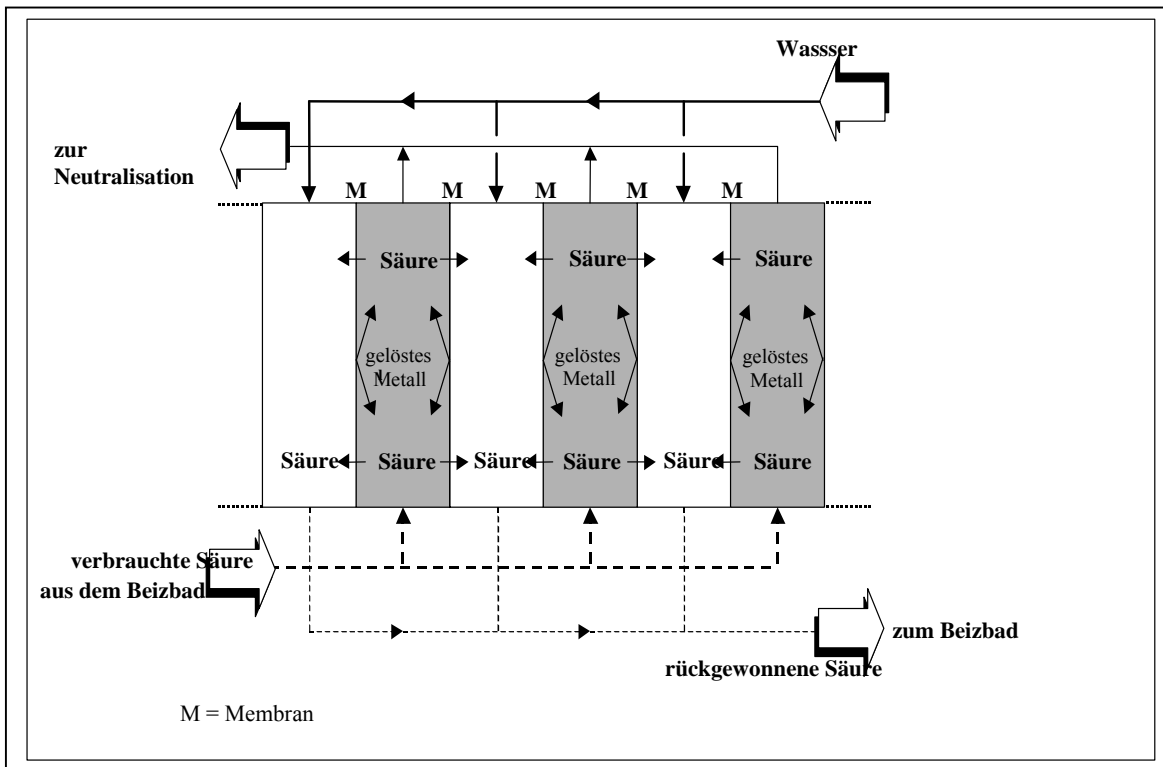 Wassser
zur
Neutralisation
M M M M M
Säure Säure Säure
gelöstes gelöstes gelöstes
Metall Metall Metall
Säure Säure Säure Säure Säure Säure
verbrauchte Säure
aus dem Beizbad
zum Beizbad
rückgewonnene Säure
M = Membran